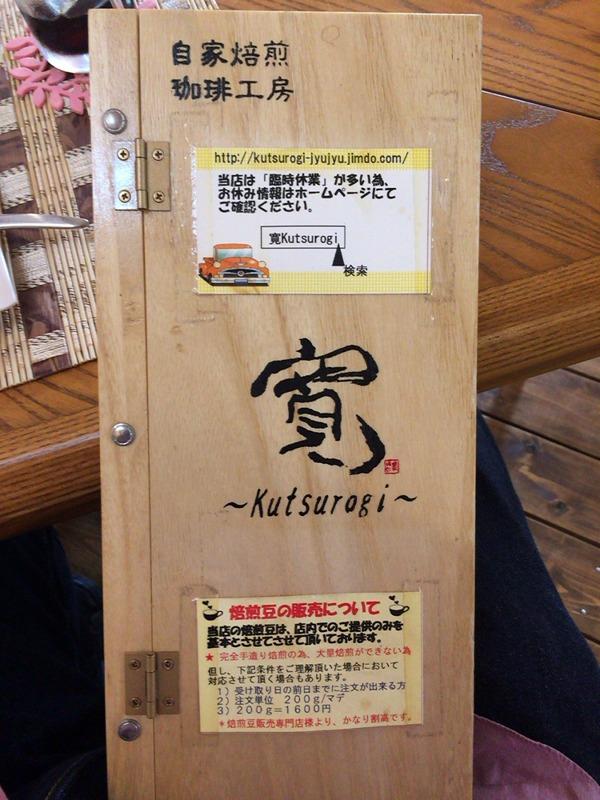 自家焙煎
珈琲工房
http://kutsurogi-jyujyu.jimdo.com/
当店は「臨時休業」が多い為、
お休み情報はホームページにて
ご確認ください。
寛Kutsurogi
検索
寛
~Kutsurogi~
焙煎豆の販売について
当店の焙煎豆は、店内でのご提供のみを
基本とさせてさせて頂いております。
★ 完全手造り焙煎の為、大量焙煎ができない為
但し、下記条件をご理解頂いた場合において
対応させて頂く場合もあります。
1）受け取り日の前日までに注文が出来る方
2）注文単位 200g/マデ
3）200g＝1600円
*焙煎豆販売専門店様より、かなり割高です。